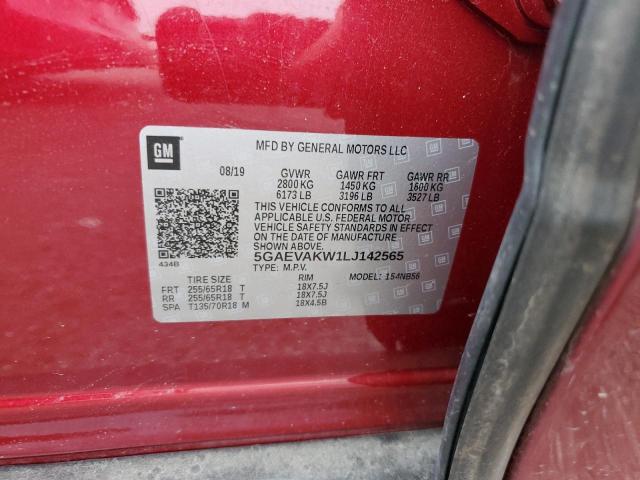 GM
MFD BY GENERAL MOTORS LLC
08/19 GVWR GAWR FRT GAWR RR
2800 KG 1450 KG 1600 KG
6173 LB 3196 LB 3527 LB
THIS VEHICLE CONFORMS TO ALL
APPLICABLE U.S. FEDERAL MOTOR
VEHICLE SAFETY STANDARDS IN EFFECT
ON THE DATE OF MANUFACTURE SHOWN
ABOVE.
434B
5GAEVAKW1LJ142565
TYPE: M.P.V. MODEL: 154NB56
TIRE SIZE RIM
FRT 255/65R18 T 18X7.5J
RR 255/65R18 T 18X7.5J
SPA T135/70R18 M 18X4.5B